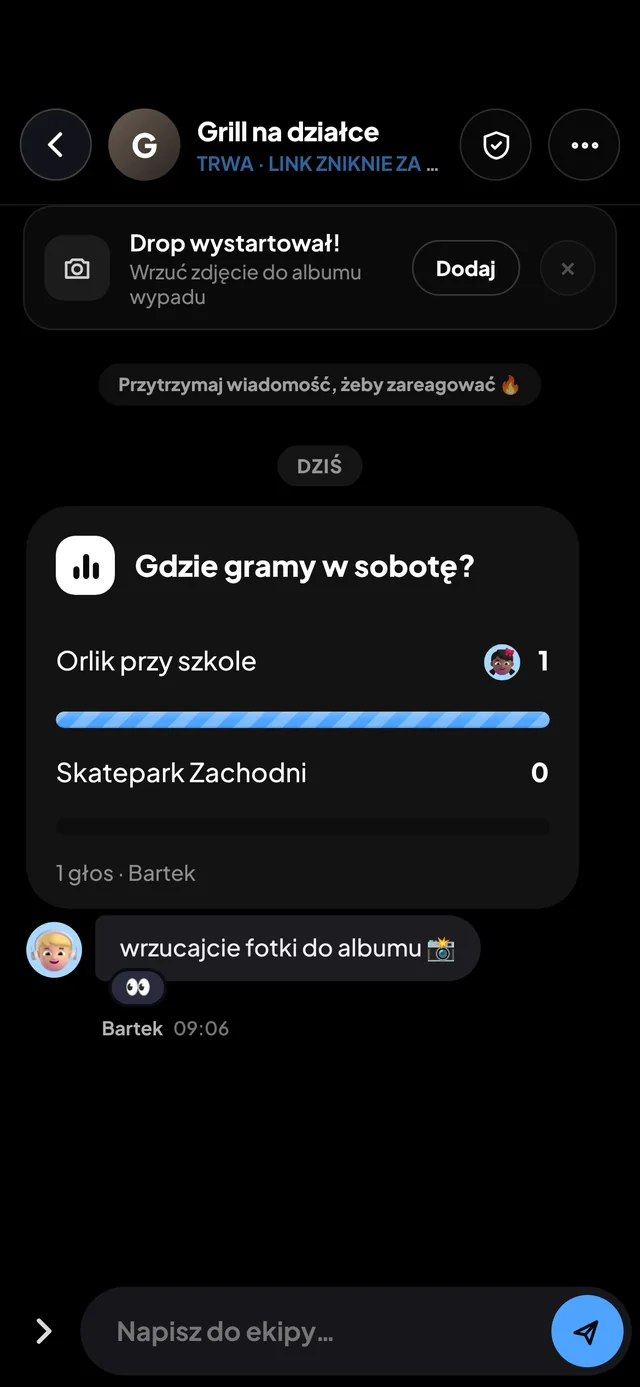 G
Grill na działce
TRWA · LINK ZNIKNIE ZA …
Drop wystartował!
Wrzuć zdjęcie do albumu
wypadu
Dodaj
Przytrzymaj wiadomość, żeby zareagować 🔥
DZIŚ
Gdzie gramy w sobotę?
Orlik przy szkole 1
Skatepark Zachodni 0
1 głos · Bartek
wrzucajcie fotki do albumu 📸
👀
Bartek 09:06
Napisz do ekipy…